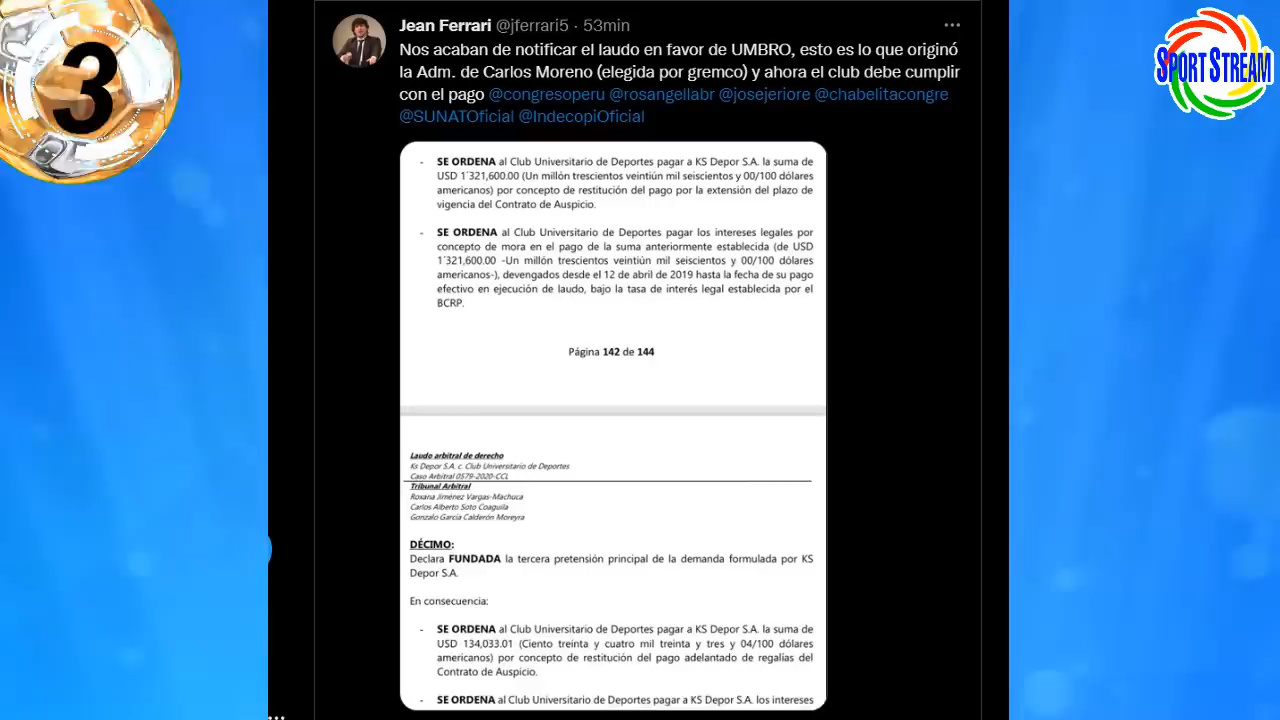 3
SPORT STREAM
Jean Ferrari @jferrari5 · 53min
Nos acaban de notificar el laudo en favor de UMBRO, esto es lo que originó
la Adm. de Carlos Moreno (elegida por gremco) y ahora el club debe cumplir
con el pago @congresoperu @rosangellabr @josejeriore @chabelitacongre
@SUNATOficial @IndecopiOficial
- SE ORDENA al Club Universitario de Deportes pagar a KS Depor S.A. la suma de
USD 1´321,600.00 (Un millón trescientos veintiún mil seiscientos y 00/100 dólares
americanos) por concepto de restitución del pago por la extensión del plazo de
vigencia del Contrato de Auspicio.
- SE ORDENA al Club Universitario de Deportes pagar los intereses legales por
concepto de mora en el pago de la suma anteriormente establecida (de USD
1´321,600.00 -Un millón trescientos veintiún mil seiscientos y 00/100 dólares
americanos-), devengados desde el 12 de abril de 2019 hasta la fecha de su pago
efectivo en ejecución de laudo, bajo la tasa de interés legal establecida por el
BCRP.
Página 142 de 144
Laudo arbitral de derecho
Ks Depor S.A. c. Club Universitario de Deportes
Caso Arbitral 0579-2020-CCL
Tribunal Arbitral
Roxana Jiménez Vargas-Machuca
Carlos Alberto Soto Coaguila
Gonzalo García Calderón Moreyra
DÉCIMO:
Declara FUNDADA la tercera pretensión principal de la demanda formulada por KS
Depor S.A.
En consecuencia:
- SE ORDENA al Club Universitario de Deportes pagar a KS Depor S.A. la suma de
USD 134,033.01 (Ciento treinta y cuatro mil treinta y tres y 04/100 dólares
americanos) por concepto de restitución del pago adelantado de regalías del
Contrato de Auspicio.
- SE ORDENA al Club Universitario de Deportes pagar a KS Depor S.A. los intereses